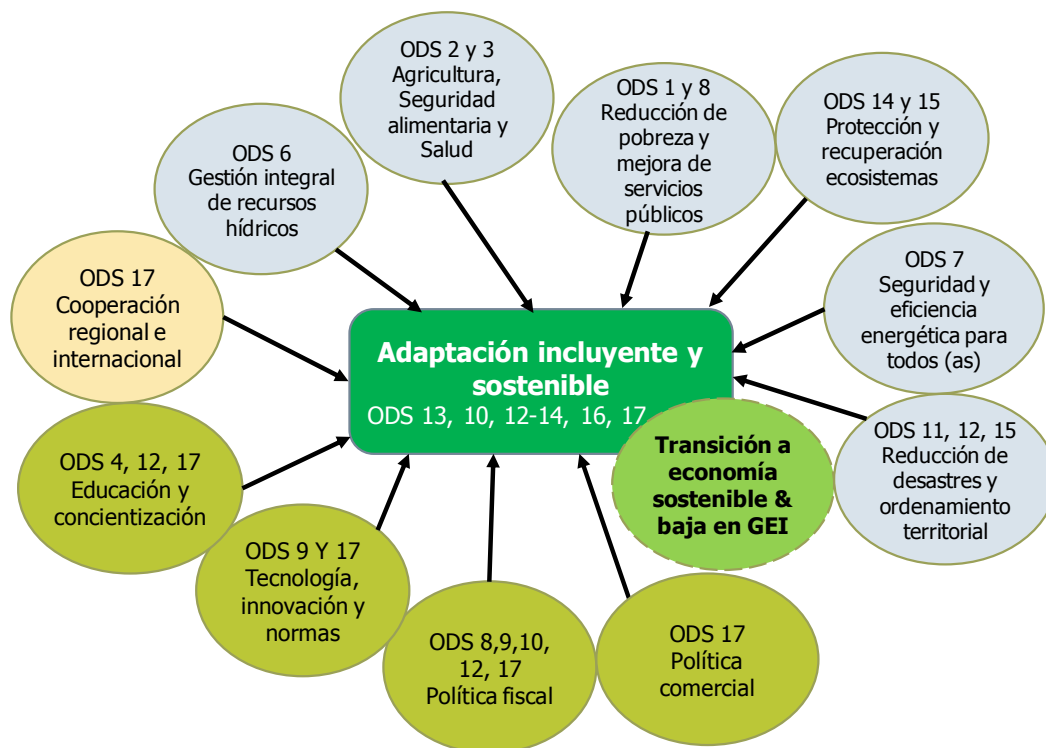 ODS 2 y 3
Agricultura,
Seguridad
alimentaria y
Salud
ODS 1 y 8
Reducción de
pobreza y
mejora de
servicios
públicos
ODS 14 y 15
Protección y
recuperación
ecosistemas
ODS 6
Gestión integral
de recursos
hídricos
ODS 7
Seguridad y
eficiencia
energética para
todos (as)
ODS 17
Cooperación
regional e
internacional
Adaptación incluyente y
sostenible
ODS 13, 10, 12-14, 16, 17
Transición a
economía
sostenible &
baja en GEI
ODS 11, 12, 15
Reducción de
desastres y
ordenamiento
territorial
ODS 4, 12, 17
Educación y
concientización
ODS 9 Y 17
Tecnología,
innovación y
normas
ODS 8,9,10,
12, 17
Política fiscal
ODS 17
Política
comercial